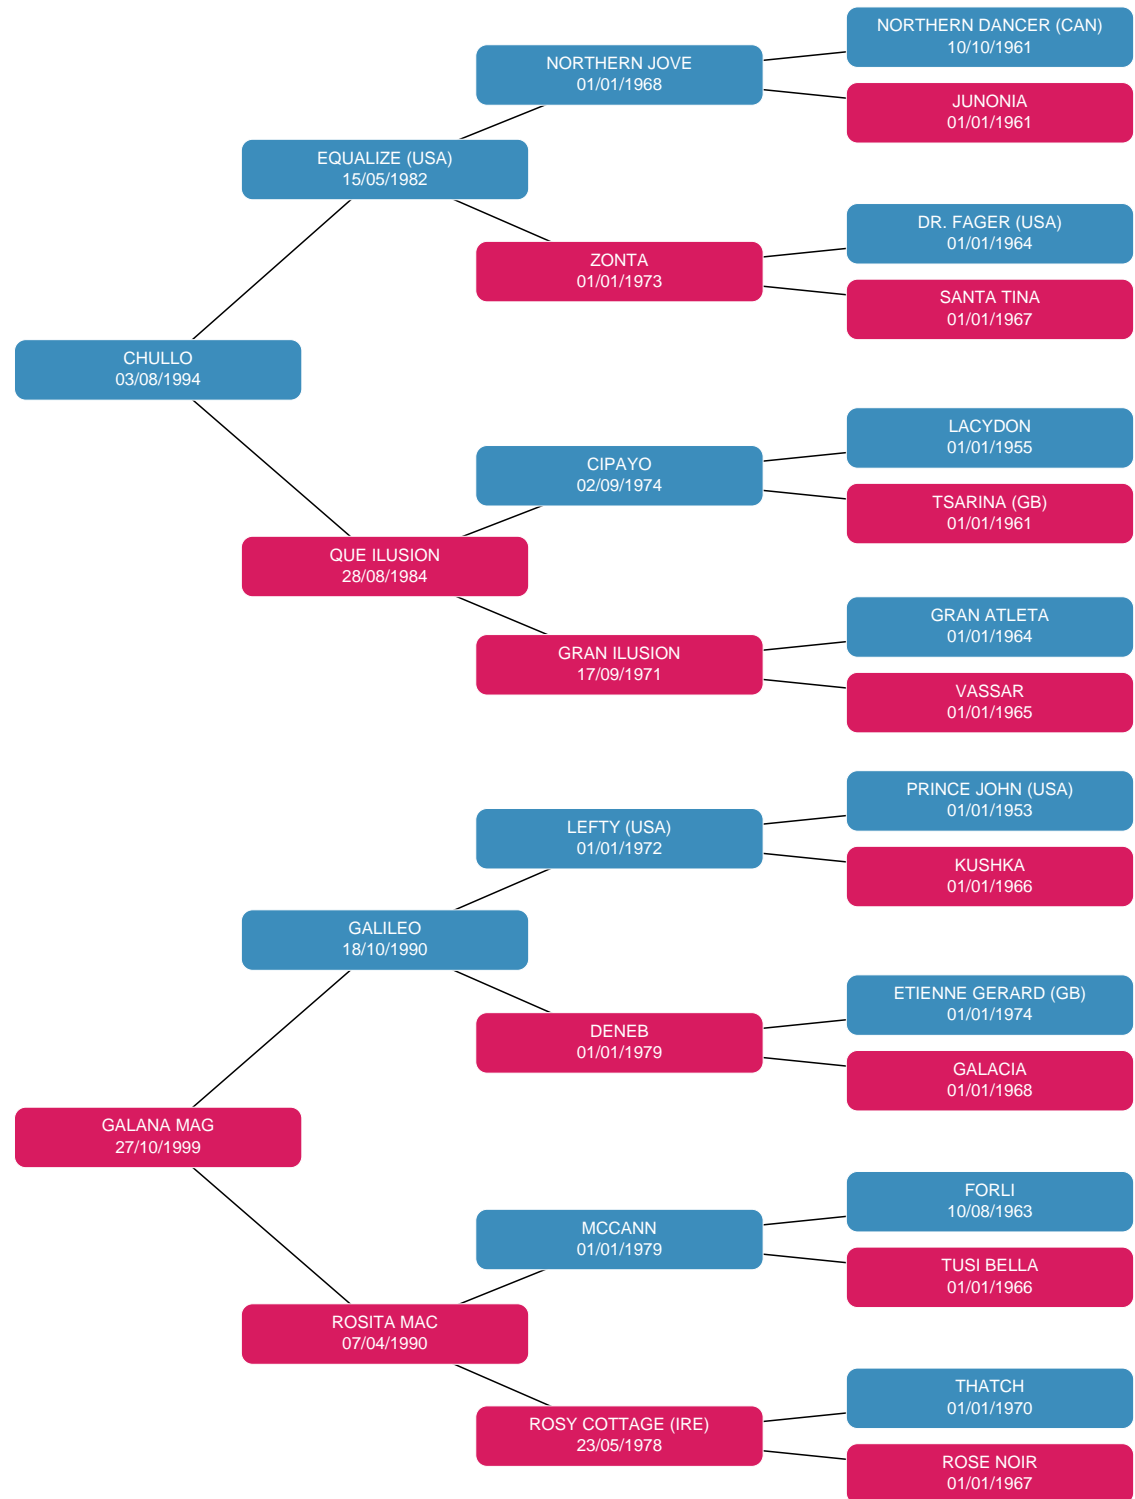 NORTHERN DANCER (CAN)
10/10/1961
NORTHERN JOVE
01/01/1968
JUNONIA
01/01/1961
EQUALIZE (USA)
15/05/1982
DR. FAGER (USA)
01/01/1964
ZONTA
01/01/1973
SANTA TINA
01/01/1967
CHULLO
03/08/1994
LACYDON
01/01/1955
CIPAYO
02/09/1974
TSARINA (GB)
01/01/1961
QUE ILUSION
28/08/1984
GRAN ATLETA
01/01/1964
GRAN ILUSION
17/09/1971
VASSAR
01/01/1965
PRINCE JOHN (USA)
01/01/1953
LEFTY (USA)
01/01/1972
KUSHKA
01/01/1966
GALILEO
18/10/1990
ETIENNE GERARD (GB)
01/01/1974
DENEB
01/01/1979
GALACIA
01/01/1968
GALANA MAG
27/10/1999
FORLI
10/08/1963
MCCANN
01/01/1979
TUSI BELLA
01/01/1966
ROSITA MAC
07/04/1990
THATCH
01/01/1970
ROSY COTTAGE (IRE)
23/05/1978
ROSE NOIR
01/01/1967